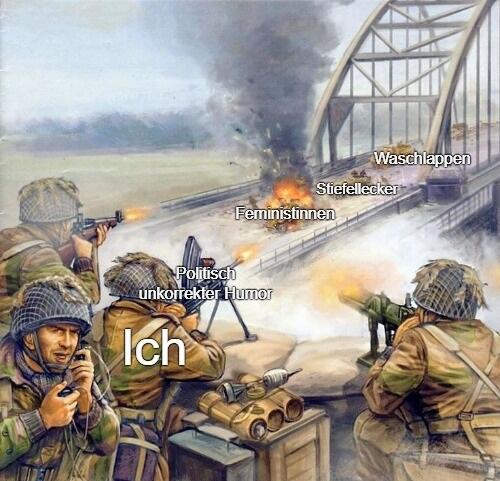 Waschlappen
Stiefellecker
Feministinnen
Politisch
unkorrekter Humor
Ich